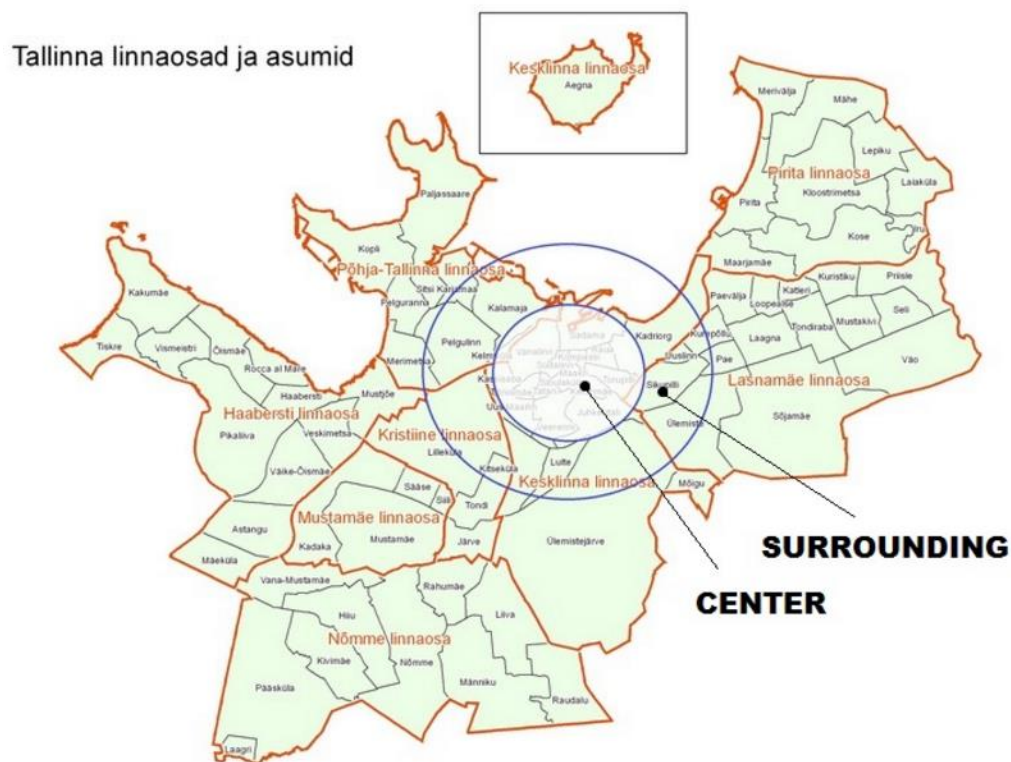 Tallinna linnaosad ja asumid
Kesklinna linnaosa
Aegna
Merivälja
Mähe
Lepiku
Pirita linnaosa
Kloostrimetsa
Laiaküla
Pirita
Kose
Iru
Maarjamäe
Paljassaare
Kopli
Põhja-Tallinna linnaosa
Sitsi Karjamaa
Pelguranna
Kalamaja
Pelgulinn
Merimetsa
Kakumäe
Tiskre
Vismeistri
Õismäe
Rocca al Mare
Haabersti
Mustjõe
Haabersti linnaosa
Pikaliiva
Veskimetsa
Väike-Õismäe
Astangu
Mäeküla
Kuristiku
Priisle
Paevälja
Katleri
Loopealse
Seli
Kadriorg
Kurepõllu
Laagna
Tondiraba
Mustakivi
Uuslinn
Pae
Väo
Sikupilli
Lasnamäe linnaosa
Sõjamäe
Ülemiste
Sadama
Juhkentali
Kristiine linnaosa
Lilleküla
Kitseküla
Luite
Kesklinna linnaosa
Mõigu
Sääse
Siili
Tondi
Mustamäe linnaosa
Mustamäe
Kadaka
Järve
Ülemistejärve
SURROUNDING
CENTER
Vana-Mustamäe
Rahumäe
Hiiu
Liiva
Nõmme linnaosa
Kivimäe
Nõmme
Pääsküla
Männiku
Raudalu
Laagri